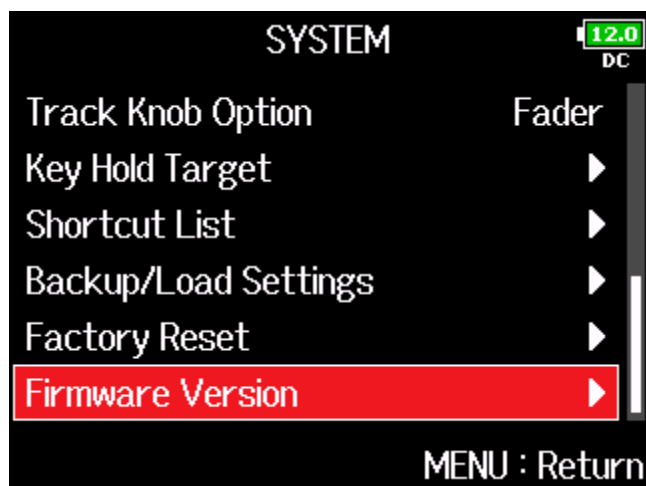 SYSTEM 12.0
DC
Track Knob Option Fader
Key Hold Target
Shortcut List
Backup/Load Settings
Factory Reset
Firmware Version
MENU : Return